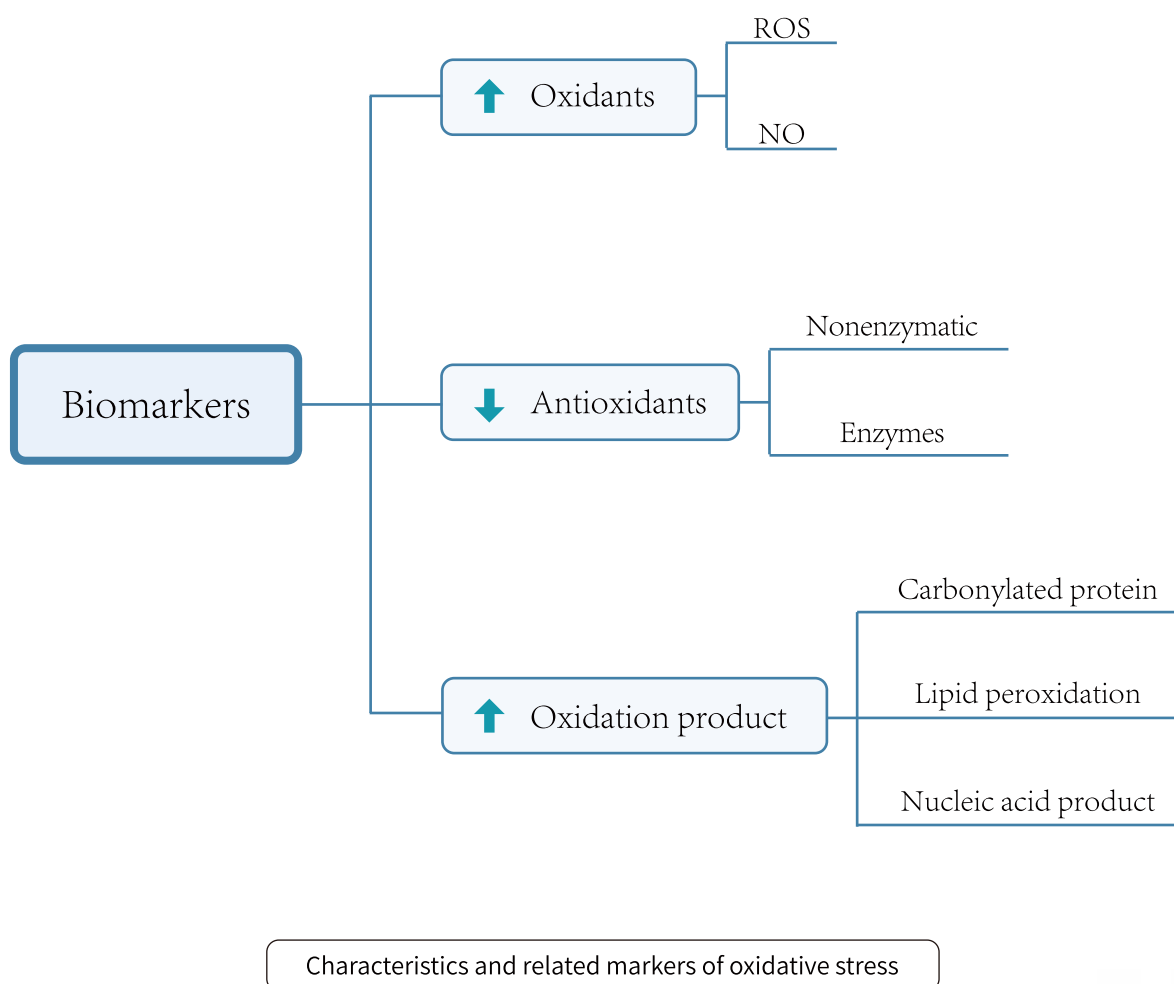 ROS
Oxidants
NO
Nonenzymatic
Biomarkers
Antioxidants
Enzymes
Carbonylated protein
Lipid peroxidation
Oxidation product
Nucleic acid product
Characteristics and related markers of oxidative stress